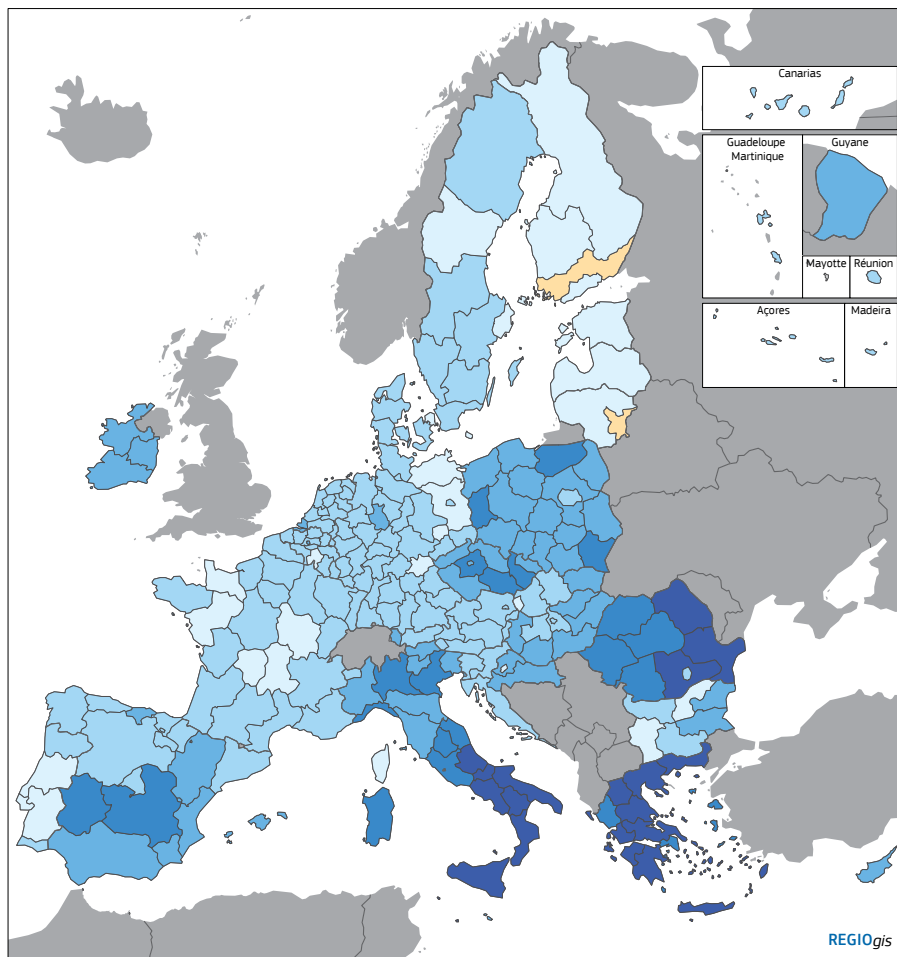 Canarias
Guadeloupe
Martinique
Guyane
Mayotte
Réunion
Açores
Madeira
REGIOgis